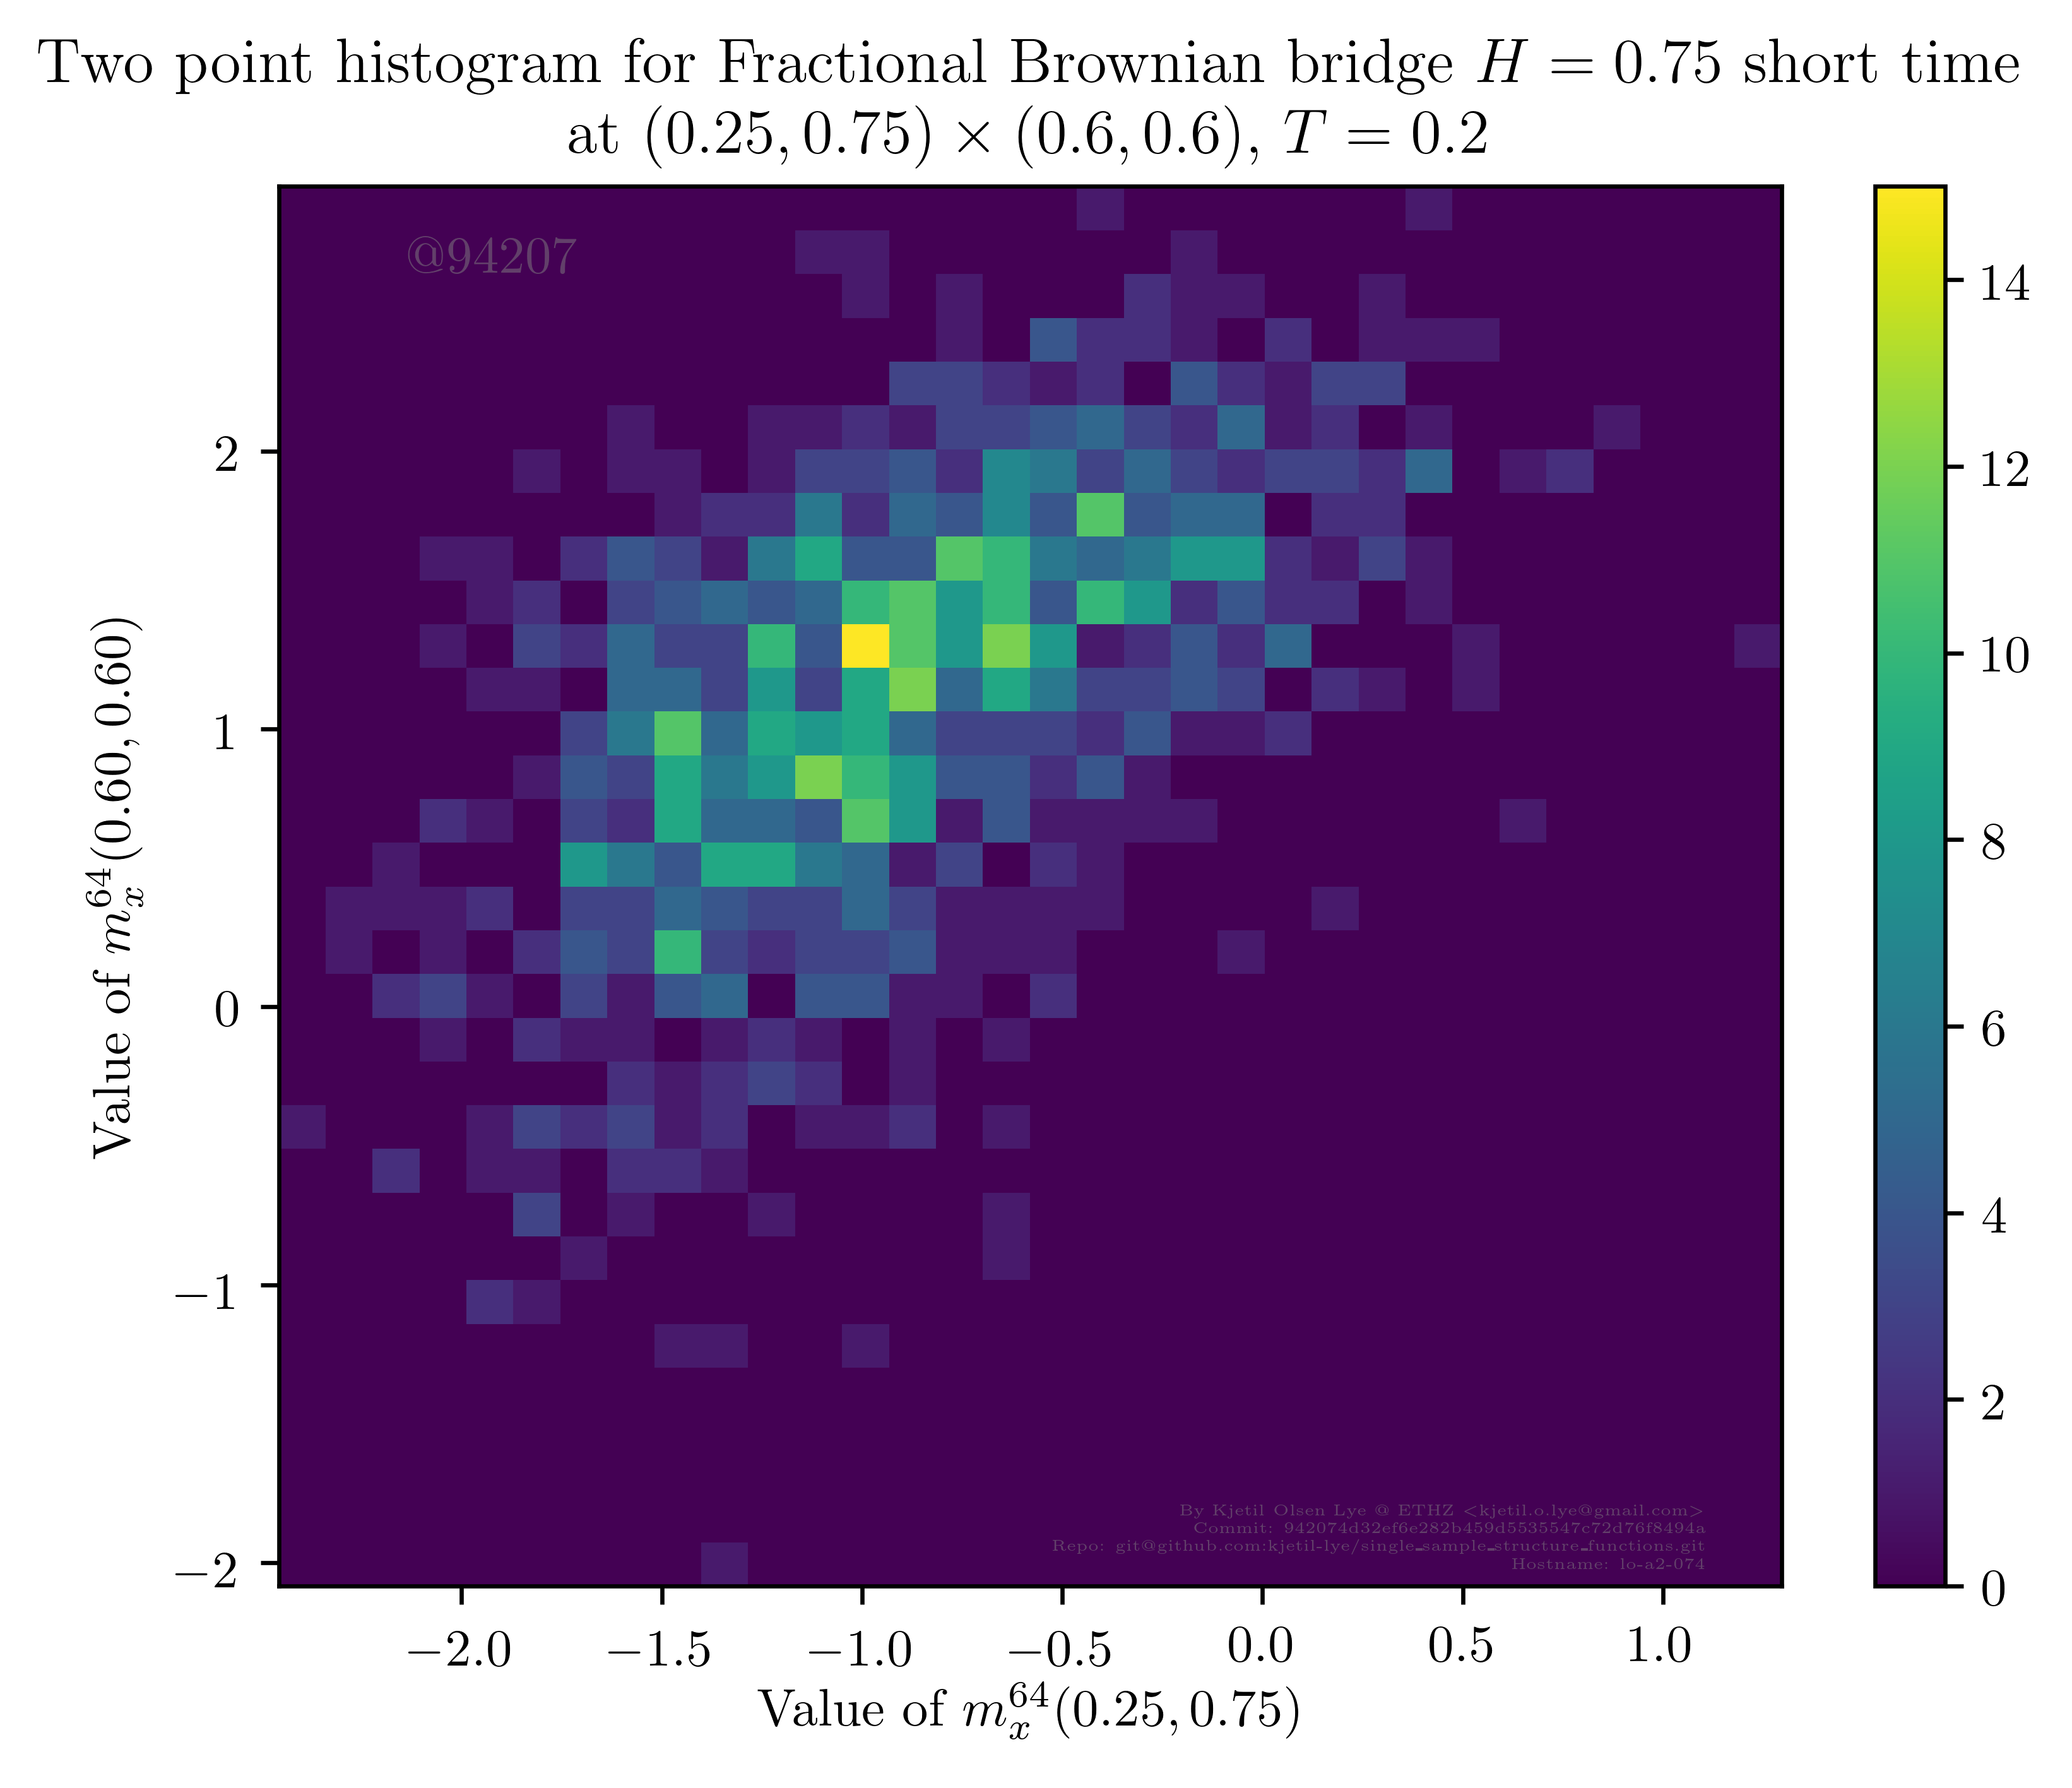 Two point histogram for Fractional Brownian bridge H = 0.75 short time
at (0.25, 0.75) × (0.6, 0.6), T = 0.2
@94207
Value of m_x^64(0.60, 0.60)
2
1
0
−1
−2
−2.0 −1.5 −1.0 −0.5 0.0 0.5 1.0
Value of m_x^64(0.25, 0.75)
14
12
10
8
6
4
2
0
By Kjetil Olsen Lye @ ETHZ <kjetil.o.lye@gmail.com>
Commit: 942074d32ef6e282b459d5535547c72d76f8494a
Repo: git@github.com:kjetil-lye/single_sample_structure_functions.git
Hostname: lo-a2-074